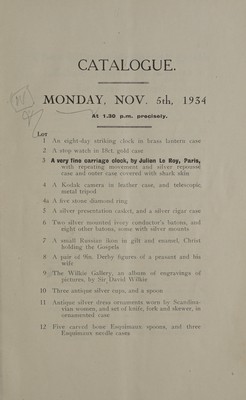 CATALOGUE.
MONDAY, NOV. 5th, 1934
At 1.30 p.m. precisely.
Lot
1 An eight-day striking clock in brass lantern case
2 A stop watch in 18ct. gold case
3 A very fine carriage clock, by Julien Le Roy, Paris,
with repeating movement and silver repousse
case and outer case covered with shark skin
4 A Kodak camera in leather case, and telescopic
metal tripod
4a A five stone diamond ring
5 A silver presentation casket, and a silver cigar case
6 Two silver mounted ivory conductor's batons, and
eight other batons, some with silver mounts
7 A small Russian ikon in gilt and enamel, Christ
holding the Gospels
8 A pair of 9in. Derby figures of a peasant and his
wife
9 The Wilkie Gallery, an album of engravings of
pictures, by Sir David Wilkie
10 Three antique silver cups, and a spoon
11 Antique silver dress ornaments worn by Scandina-
vian women, and set of knife, fork and skewer, in
ornamented case
12 Five carved bone Esquimaux spoons, and three
Esquimaux needle cases